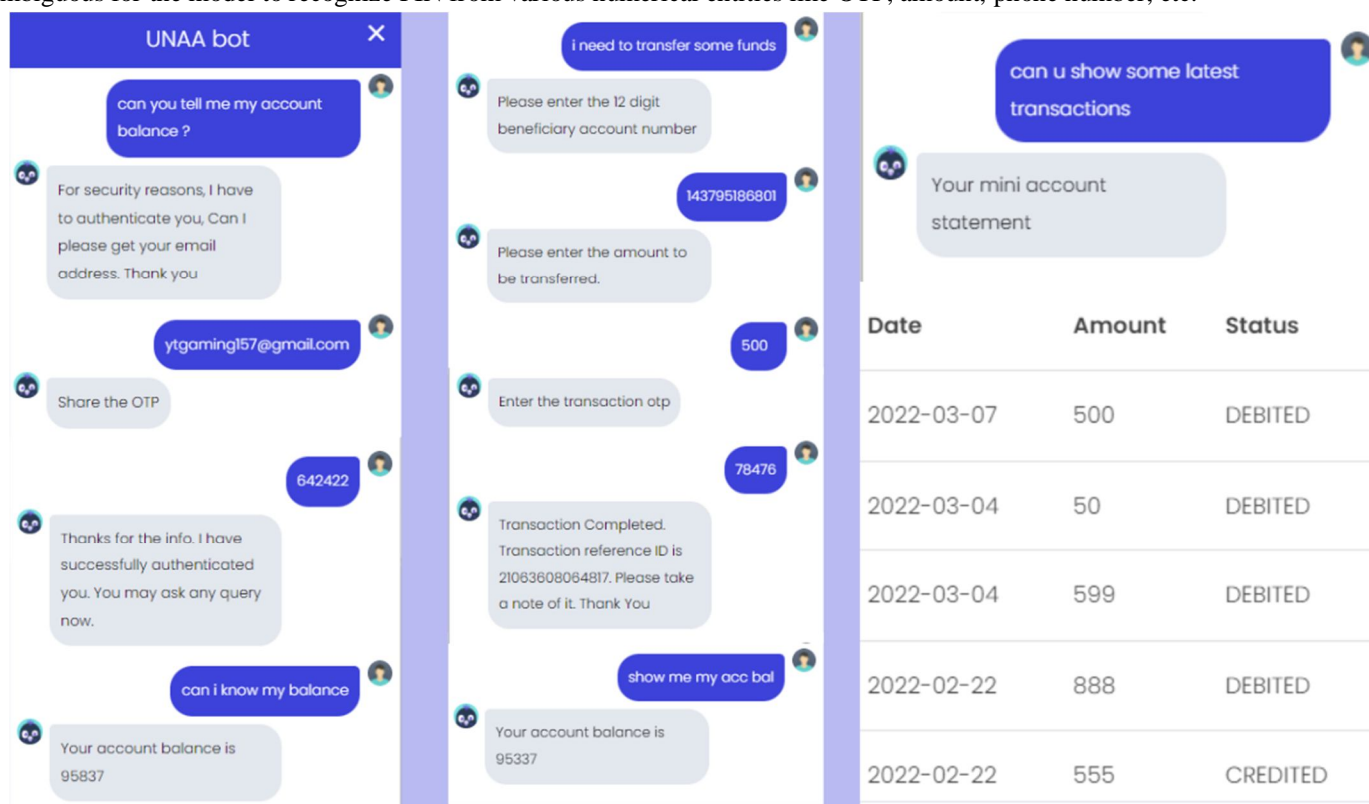 UNAA bot
×
can you tell me my account
balance ?
For security reasons, I have
to authenticate you, Can I
please get your email
address. Thank you
ytgaming157@gmail.com
Share the OTP
642422
Thanks for the info. I have
successfully authenticated
you. You may ask any query
now.
can i know my balance
Your account balance is
95837
i need to transfer some funds
Please enter the 12 digit
beneficiary account number
143795186801
Please enter the amount to
be transferred.
500
Enter the transaction otp
78476
Transaction Completed.
Transaction reference ID is
21063608064817. Please take
a note of it. Thank You
show me my acc bal
Your account balance is
95337
can u show some latest
transactions
Your mini account
statement
Date Amount Status
2022-03-07 500 DEBITED
2022-03-04 50 DEBITED
2022-03-04 599 DEBITED
2022-02-22 888 DEBITED
2022-02-22 555 CREDITED